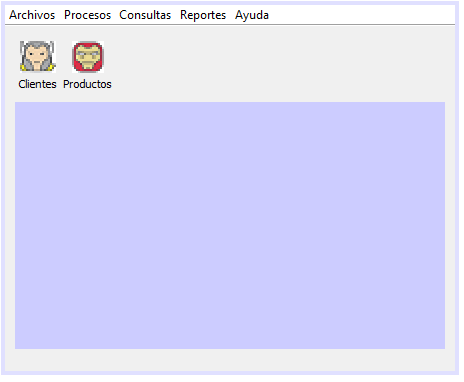 Archivos Procesos Consultas Reportes Ayuda
Clientes Productos